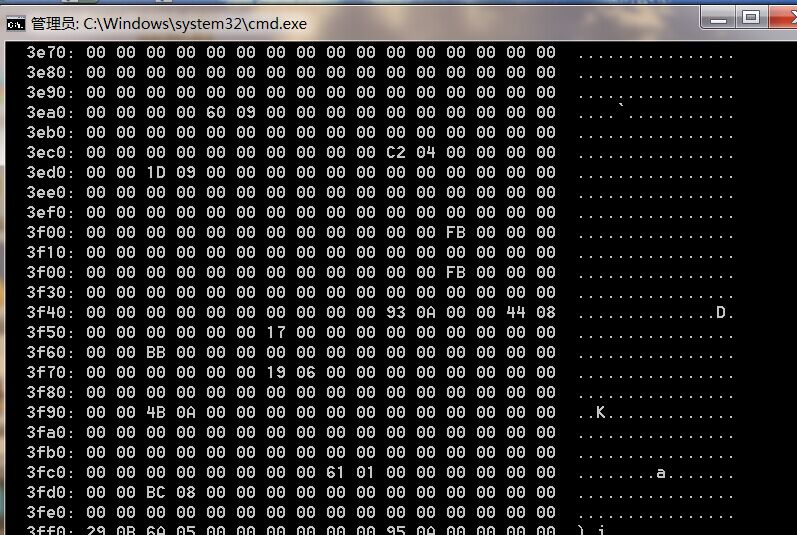 管理员: C:\Windows\system32\cmd.exe
3e70: 00 00 00 00 00 00 00 00 00 00 00 00 00 00 00 00 ................
3e80: 00 00 00 00 00 00 00 00 00 00 00 00 00 00 00 00 ................
3e90: 00 00 00 00 00 00 00 00 00 00 00 00 00 00 00 00 ................
3ea0: 00 00 00 00 60 09 00 00 00 00 00 00 00 00 00 00 ....`...........
3eb0: 00 00 00 00 00 00 00 00 00 00 00 00 00 00 00 00 ................
3ec0: 00 00 00 00 00 00 00 00 00 00 C2 04 00 00 00 00 ................
3ed0: 00 00 1D 09 00 00 00 00 00 00 00 00 00 00 00 00 ................
3ee0: 00 00 00 00 00 00 00 00 00 00 00 00 00 00 00 00 ................
3ef0: 00 00 00 00 00 00 00 00 00 00 00 00 00 00 00 00 ................
3f00: 00 00 00 00 00 00 00 00 00 00 00 00 FB 00 00 00 ................
3f10: 00 00 00 00 00 00 00 00 00 00 00 00 00 00 00 00 ................
3f00: 00 00 00 00 00 00 00 00 00 00 00 00 FB 00 00 00 ................
3f30: 00 00 00 00 00 00 00 00 00 00 00 00 00 00 00 00 ................
3f40: 00 00 00 00 00 00 00 00 00 00 93 0A 00 00 44 08 ..............D.
3f50: 00 00 00 00 00 00 17 00 00 00 00 00 00 00 00 00 ................
3f60: 00 00 BB 00 00 00 00 00 00 00 00 00 00 00 00 00 ................
3f70: 00 00 00 00 00 00 19 06 00 00 00 00 00 00 00 00 ................
3f80: 00 00 00 00 00 00 00 00 00 00 00 00 00 00 00 00 ................
3f90: 00 00 4B 0A 00 00 00 00 00 00 00 00 00 00 00 00 ..K.............
3fa0: 00 00 00 00 00 00 00 00 00 00 00 00 00 00 00 00 ................
3fb0: 00 00 00 00 00 00 00 00 00 00 00 00 00 00 00 00 ................
3fc0: 00 00 00 00 00 00 00 00 61 01 00 00 00 00 00 00 ........a.......
3fd0: 00 00 BC 08 00 00 00 00 00 00 00 00 00 00 00 00 ................
3fe0: 00 00 00 00 00 00 00 00 00 00 00 00 00 00 00 00 ................
3ff0: 29 0B 6A 05 00 00 00 00 00 00 95 0A 00 00 00 00 ).j